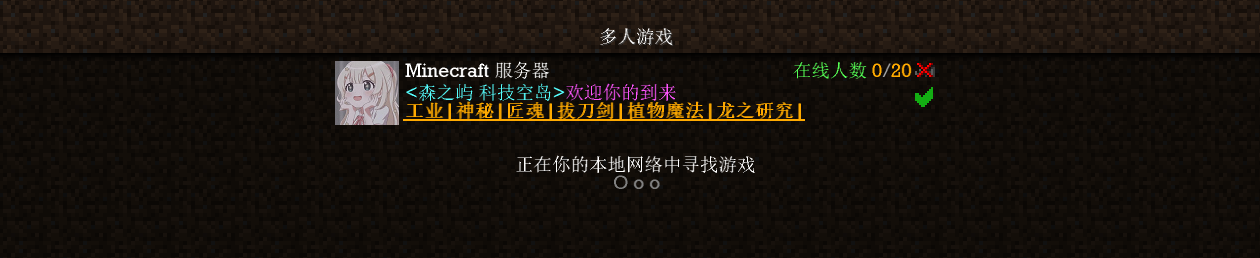 多人游戏
Minecraft 服务器
在线人数 0/20
<森之屿 科技空岛>欢迎你的到来
工业|神秘|匠魂|拔刀剑|植物魔法|龙之研究|
正在你的本地网络中寻找游戏
O o o